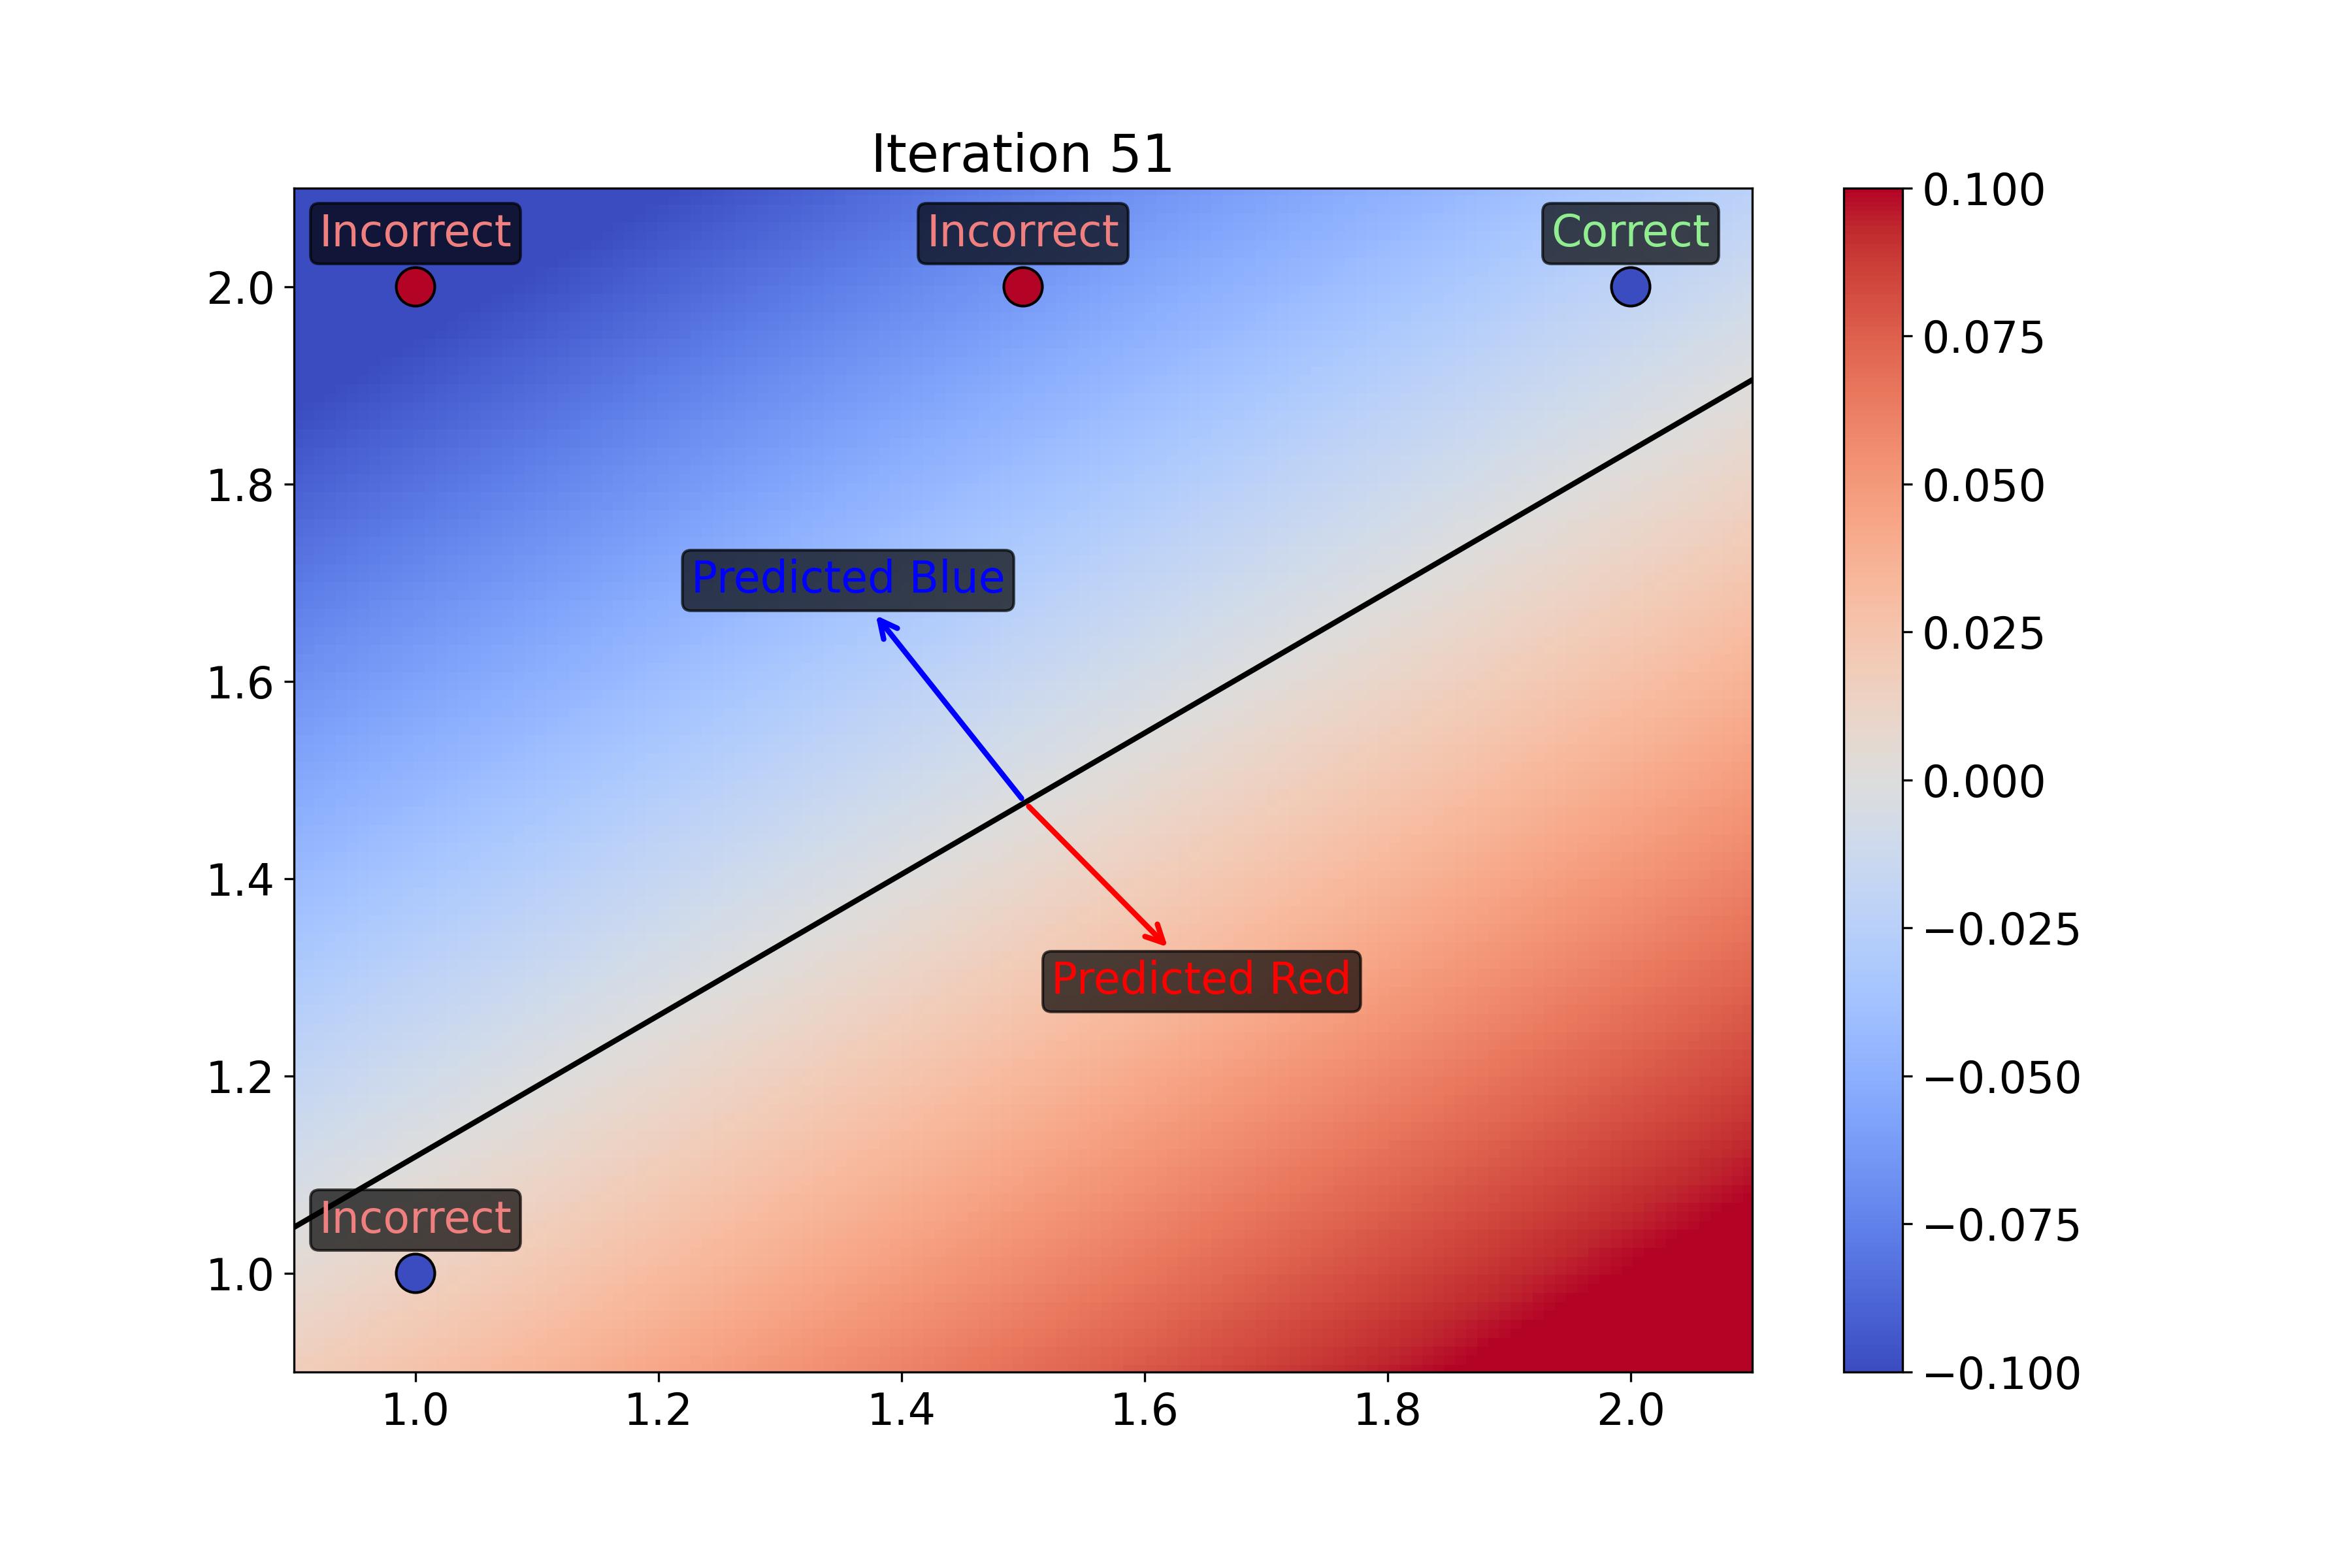 Iteration 51
Incorrect
Incorrect
Correct
Predicted Blue
Predicted Red
Incorrect
2.0
1.8
1.6
1.4
1.2
1.0
1.0 1.2 1.4 1.6 1.8 2.0
0.100
0.075
0.050
0.025
0.000
−0.025
−0.050
−0.075
−0.100